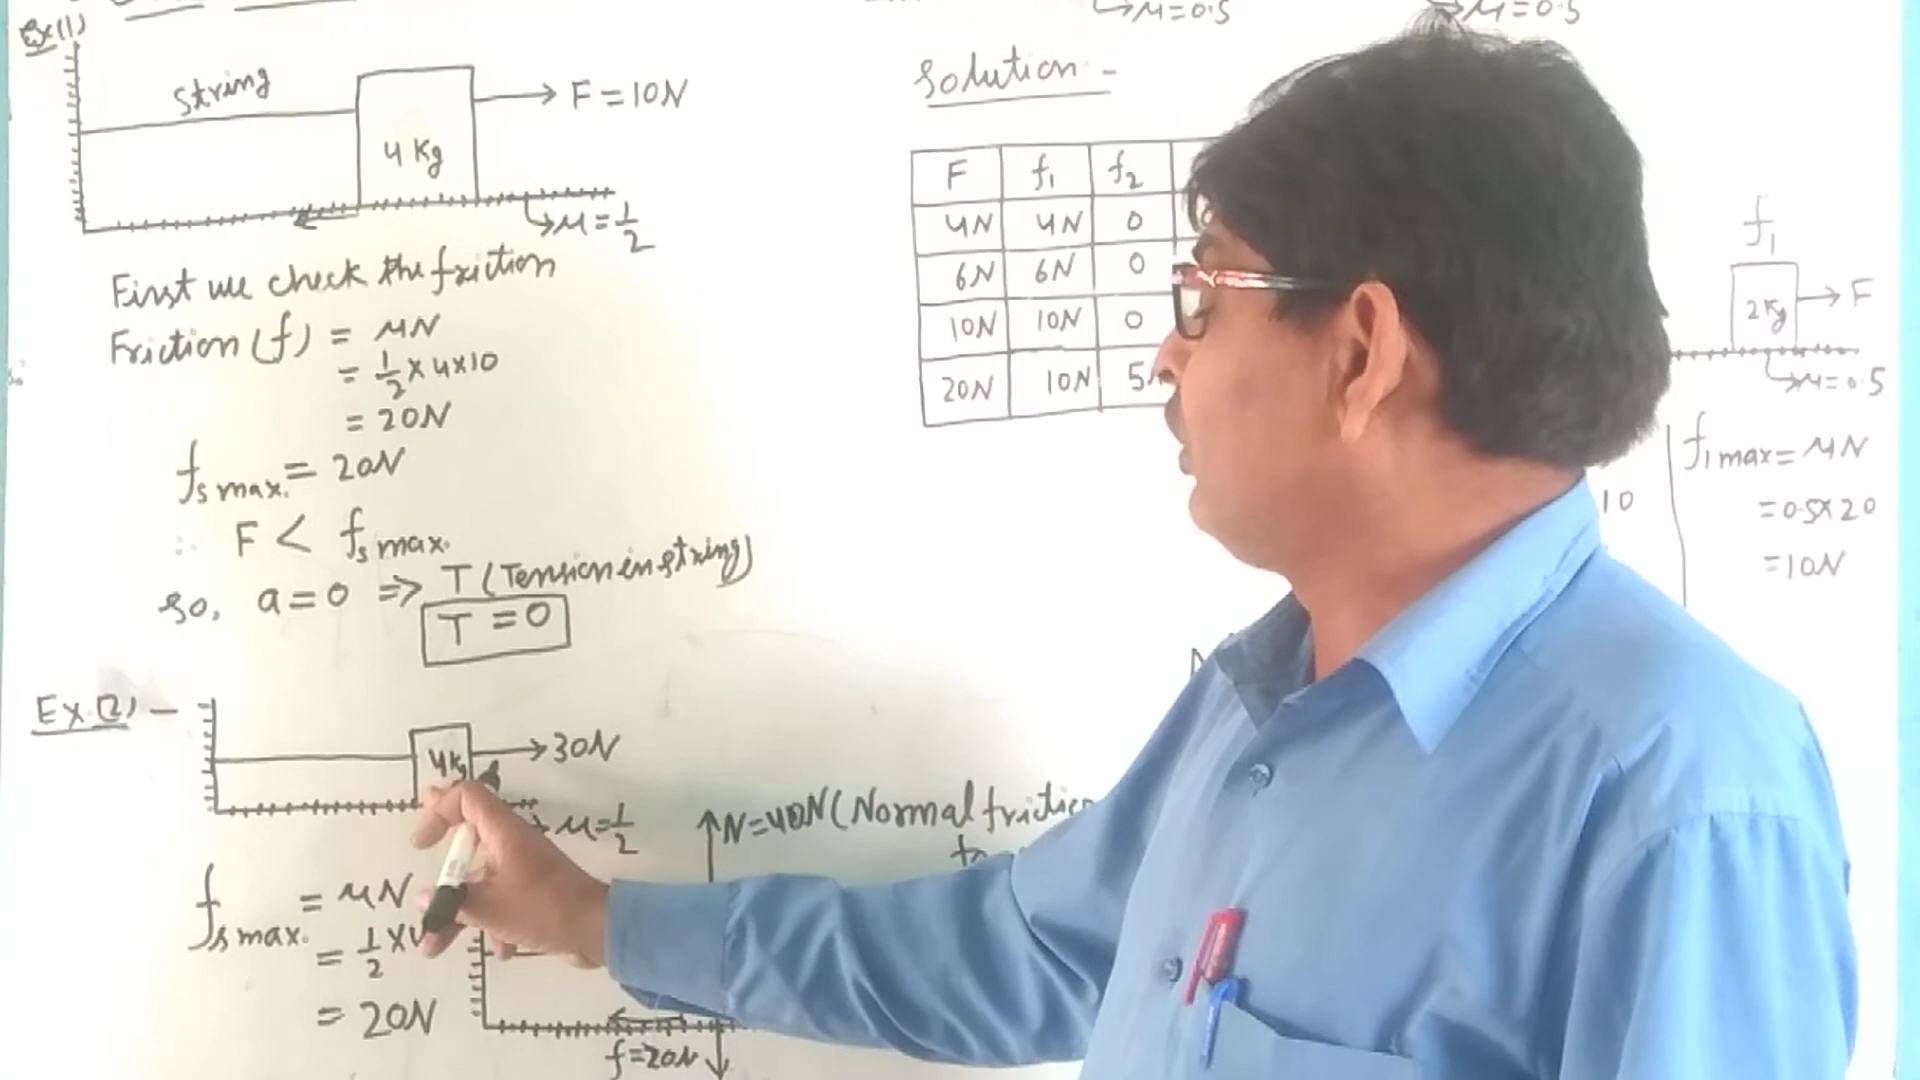 Ex(1)
String
4 Kg
F = 10N
→μ = 1/2
First we check the friction
Friction (f) = μN
= 1/2 × 4 × 10
= 20N
fs max. = 20N
∴ F < fs max.
so, a = 0 ⇒ T (Tension in string)
T = 0
Ex.(2) –
4kg
→30N
μ = 1/2
fs max. = μN
= 1/2 ×
= 20N
N = 40N (Normal friction
f = 20N
→μ = 0.5
→μ = 0.5
Solution –
F f1 f2
4N 4N 0
6N 6N 0
10N 10N 0
20N 10N 5
f1
2Kg
→ F
→μ = 0.5
10
f1 max = μN
= 0.5 × 20
= 10N